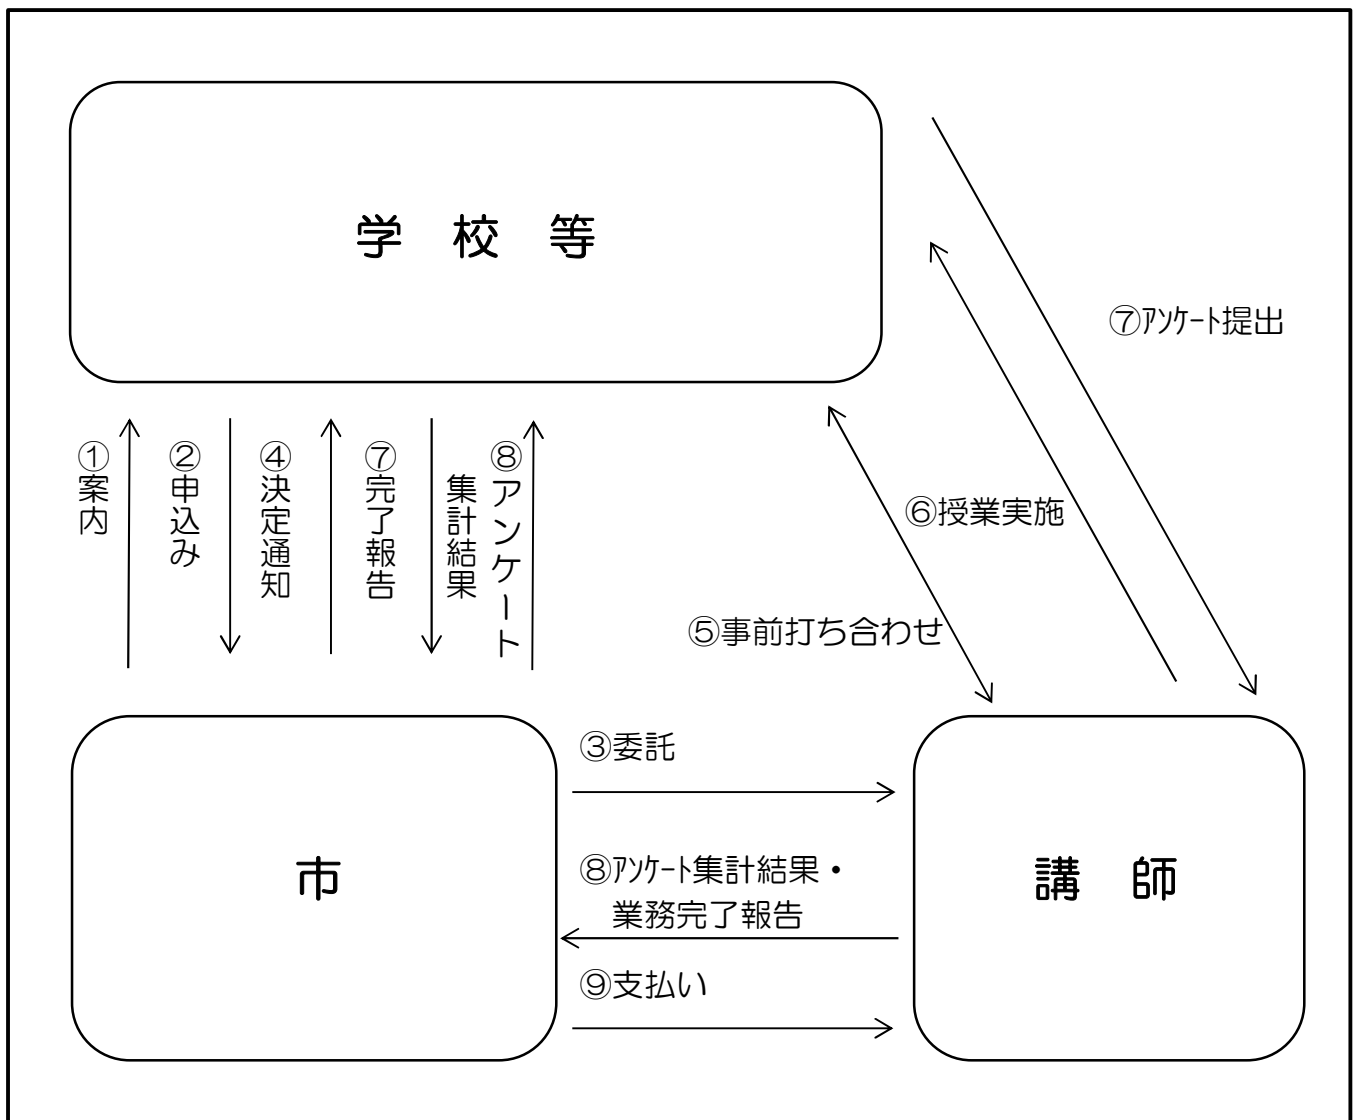 学　校　等
⑦ｱﾝｹｰﾄ提出
①案内
②申込み
④決定通知
⑦完了報告
⑧アンケート
集計結果
⑥授業実施
⑤事前打ち合わせ
③委託
市
⑧ｱﾝｹｰﾄ集計結果・
業務完了報告
講　師
⑨支払い